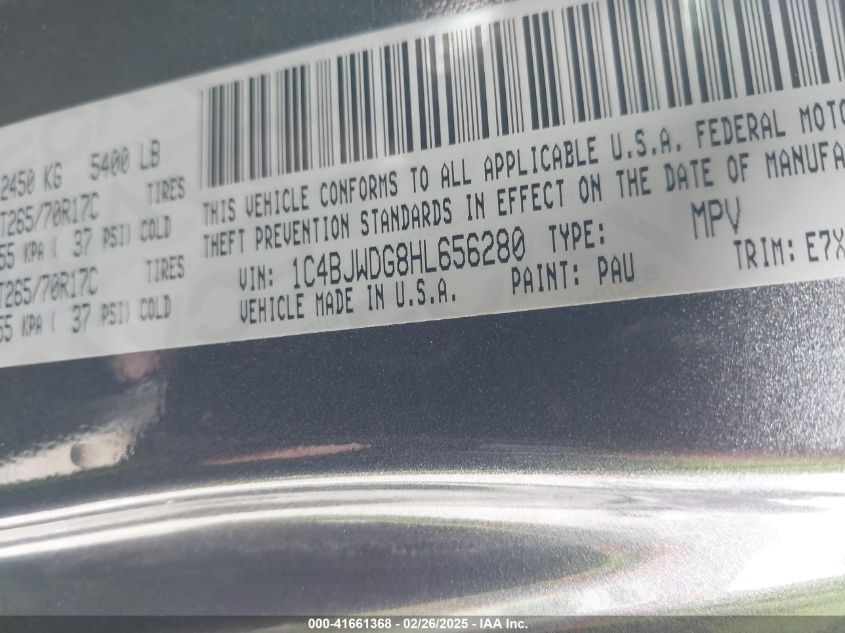 2450 KG 5400 LB
T265/70R17C TIRES
55 KPA ( 37 PSI) COLD
T265/70R17C TIRES
55 KPA ( 37 PSI) COLD
THIS VEHICLE CONFORMS TO ALL APPLICABLE U.S.A. FEDERAL MOTO
THEFT PREVENTION STANDARDS IN EFFECT ON THE DATE OF MANUFA
VIN: 1C4BJWDG8HL656280 TYPE: MPV
VEHICLE MADE IN U.S.A. PAINT: PAU TRIM: E7X
000-41661368 - 02/26/2025 - IAA Inc.